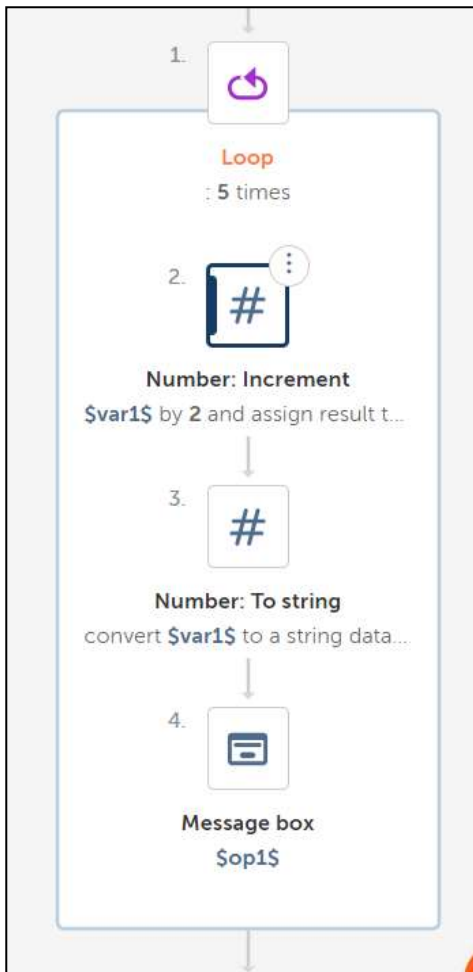 1.
Loop
: 5 times
2.
Number: Increment
$var1$ by 2 and assign result t...
3.
Number: To string
convert $var1$ to a string data...
4.
Message box
$op1$